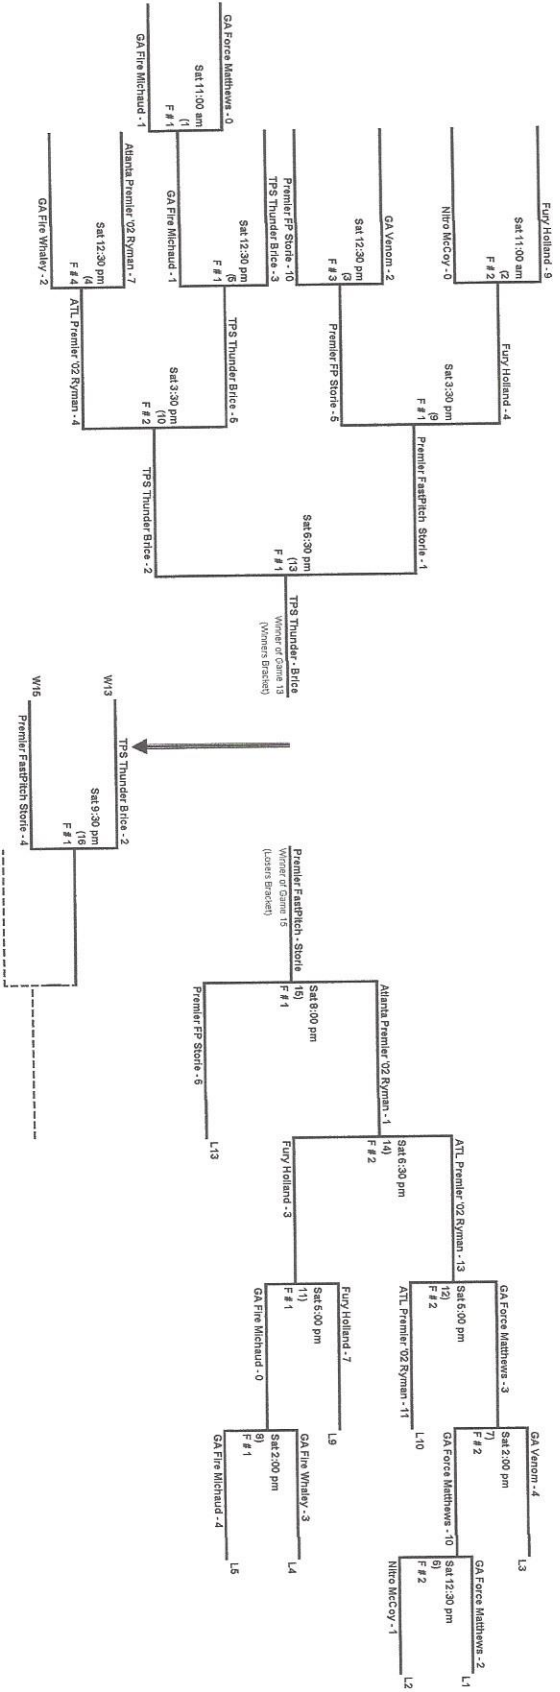 Fury Holland - 9
Sat 11:00 am
(2
F # 2
Nitro McCoy - 0
Fury Holland - 4
GA Venom - 2
Sat 12:30 pm
(3
F # 3
Premier FP Storie - 10
Premier FP Storie - 5
Sat 3:30 pm
(9
F # 1
Premier FastPitch Storie - 1
GA Force Matthews - 0
Sat 11:00 am
(1
F # 1
GA Fire Michaud - 1
TPS Thunder Brice - 3
Sat 12:30 pm
(5
F # 1
GA Fire Michaud - 1
TPS Thunder Brice - 5
Atlanta Premier '02 Ryman - 7
Sat 12:30 pm
(4
F # 4
GA Fire Whaley - 2
ATL Premier '02 Ryman - 4
Sat 3:30 pm
(10
F # 2
TPS Thunder Brice - 2
Sat 6:30 pm
(13
F # 1
TPS Thunder - Brice
Winner of Game 13
(Winners Bracket)
W13
TPS Thunder Brice - 2
Sat 9:30 pm
(16
F # 1
W15
Premier FastPitch Storie - 4
Premier FastPitch - Storie
Winner of Game 15
(Losers Bracket)
Atlanta Premier '02 Ryman - 1
Sat 8:00 pm
15)
F # 1
Premier FP Storie - 6
L13
ATL Premier '02 Ryman - 13
Sat 6:30 pm
14)
F # 2
Fury Holland - 3
GA Force Matthews - 3
Sat 5:00 pm
12)
F # 2
ATL Premier '02 Ryman - 11
L10
Fury Holland - 7
L9
Sat 5:00 pm
11)
F # 1
GA Fire Michaud - 0
GA Venom - 4
L3
Sat 2:00 pm
7)
F # 2
GA Force Matthews - 10
GA Fire Whaley - 3
L4
Sat 2:00 pm
8)
F # 1
GA Fire Michaud - 4
L5
GA Force Matthews - 2
L1
Sat 12:30 pm
6)
F # 2
Nitro McCoy - 1
L2